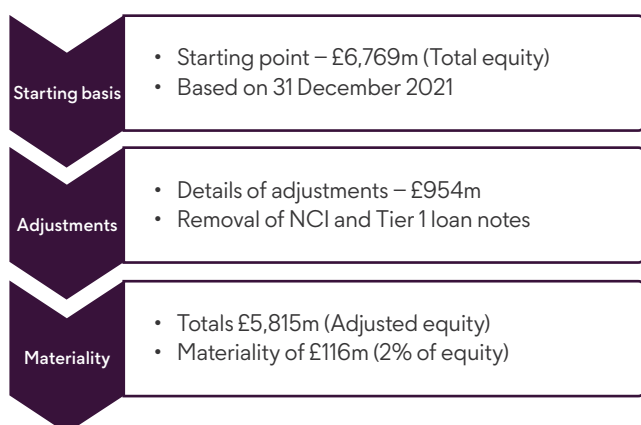 Starting basis
• Starting point – £6,769m (Total equity)
• Based on 31 December 2021
Adjustments
• Details of adjustments – £954m
• Removal of NCI and Tier 1 loan notes
Materiality
• Totals £5,815m (Adjusted equity)
• Materiality of £116m (2% of equity)